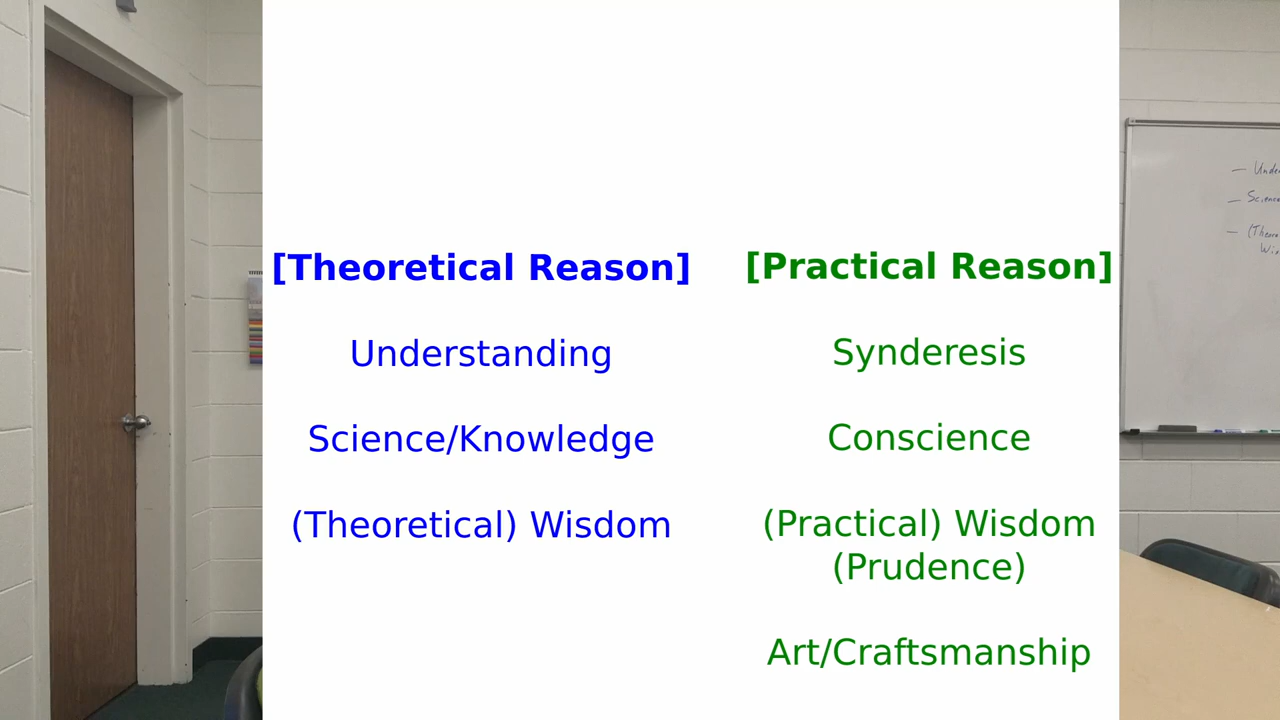 [Theoretical Reason]
Understanding
Science/Knowledge
(Theoretical) Wisdom
[Practical Reason]
Synderesis
Conscience
(Practical) Wisdom
(Prudence)
Art/Craftsmanship